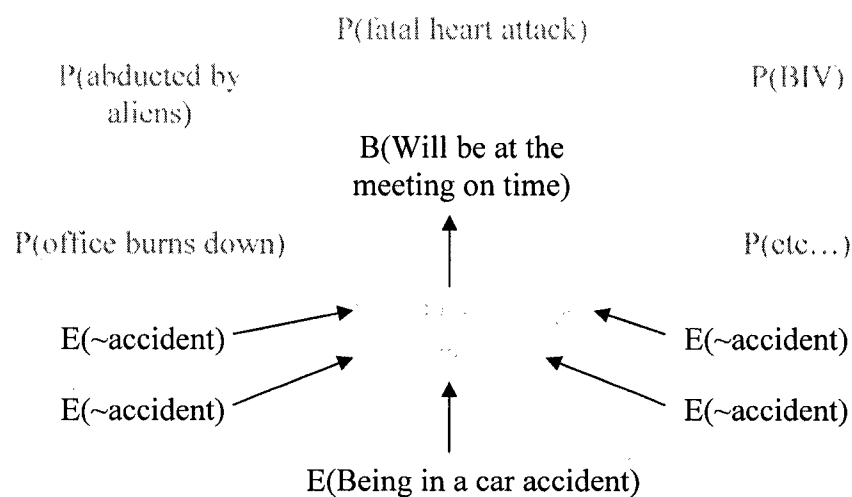 P(fatal heart attack)
P(abducted by
aliens)
P(BIV)
B(Will be at the
meeting on time)
P(office burns down)
P(etc...)
E(~accident)
E(~accident)
E(~accident)
E(~accident)
E(Being in a car accident)